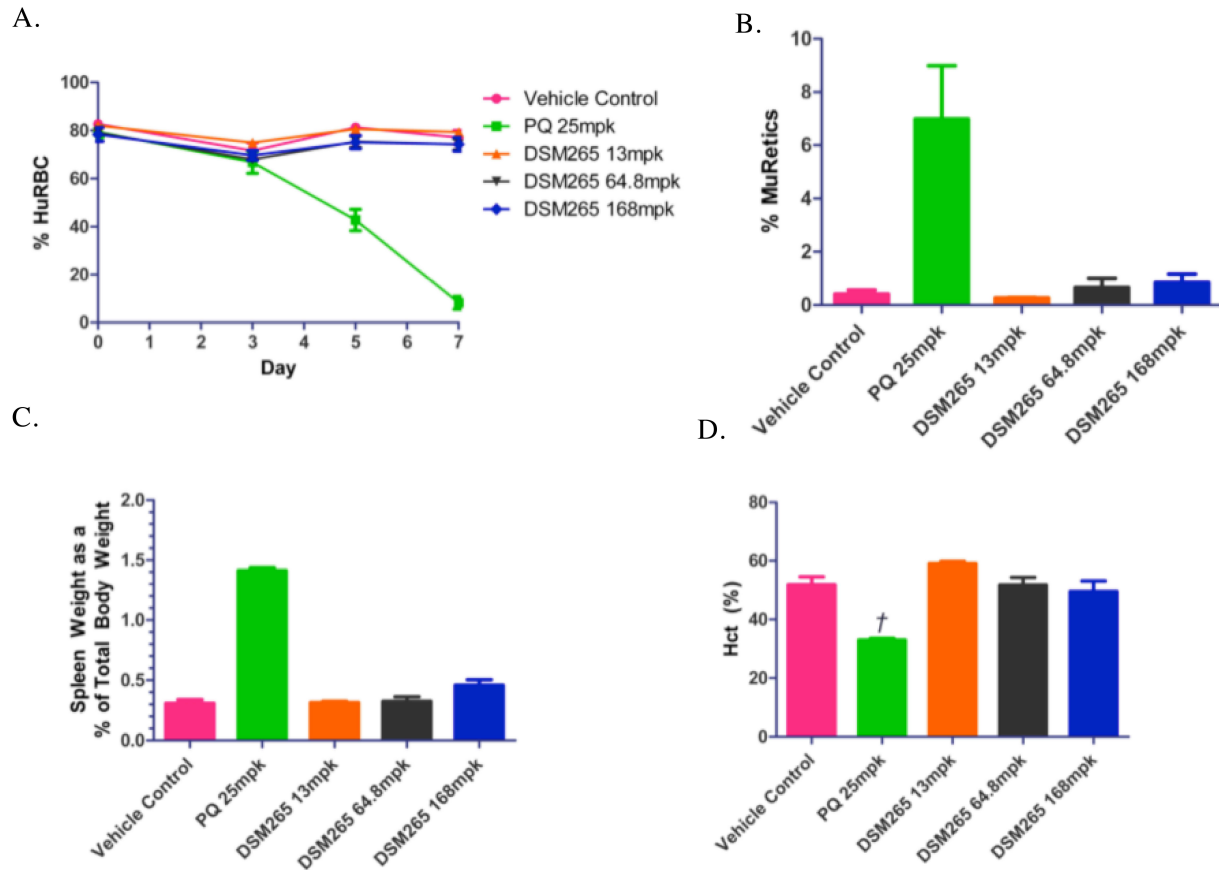 A.
% HuRBC
100
80
60
40
20
0
0 1 2 3 4 5 6 7
Day
Vehicle Control
PQ 25mpk
DSM265 13mpk
DSM265 64.8mpk
DSM265 168mpk
B.
% MuRetics
10
8
6
4
2
0
Vehicle Control
PQ 25mpk
DSM265 13mpk
DSM265 64.8mpk
DSM265 168mpk
C.
Spleen Weight as a
% of Total Body Weight
2.0
1.5
1.0
0.5
0.0
Vehicle Control
PQ 25mpk
DSM265 13mpk
DSM265 64.8mpk
DSM265 168mpk
D.
Hct (%)
80
60
40
20
0
†
Vehicle Control
PQ 25mpk
DSM265 13mpk
DSM265 64.8mpk
DSM265 168mpk